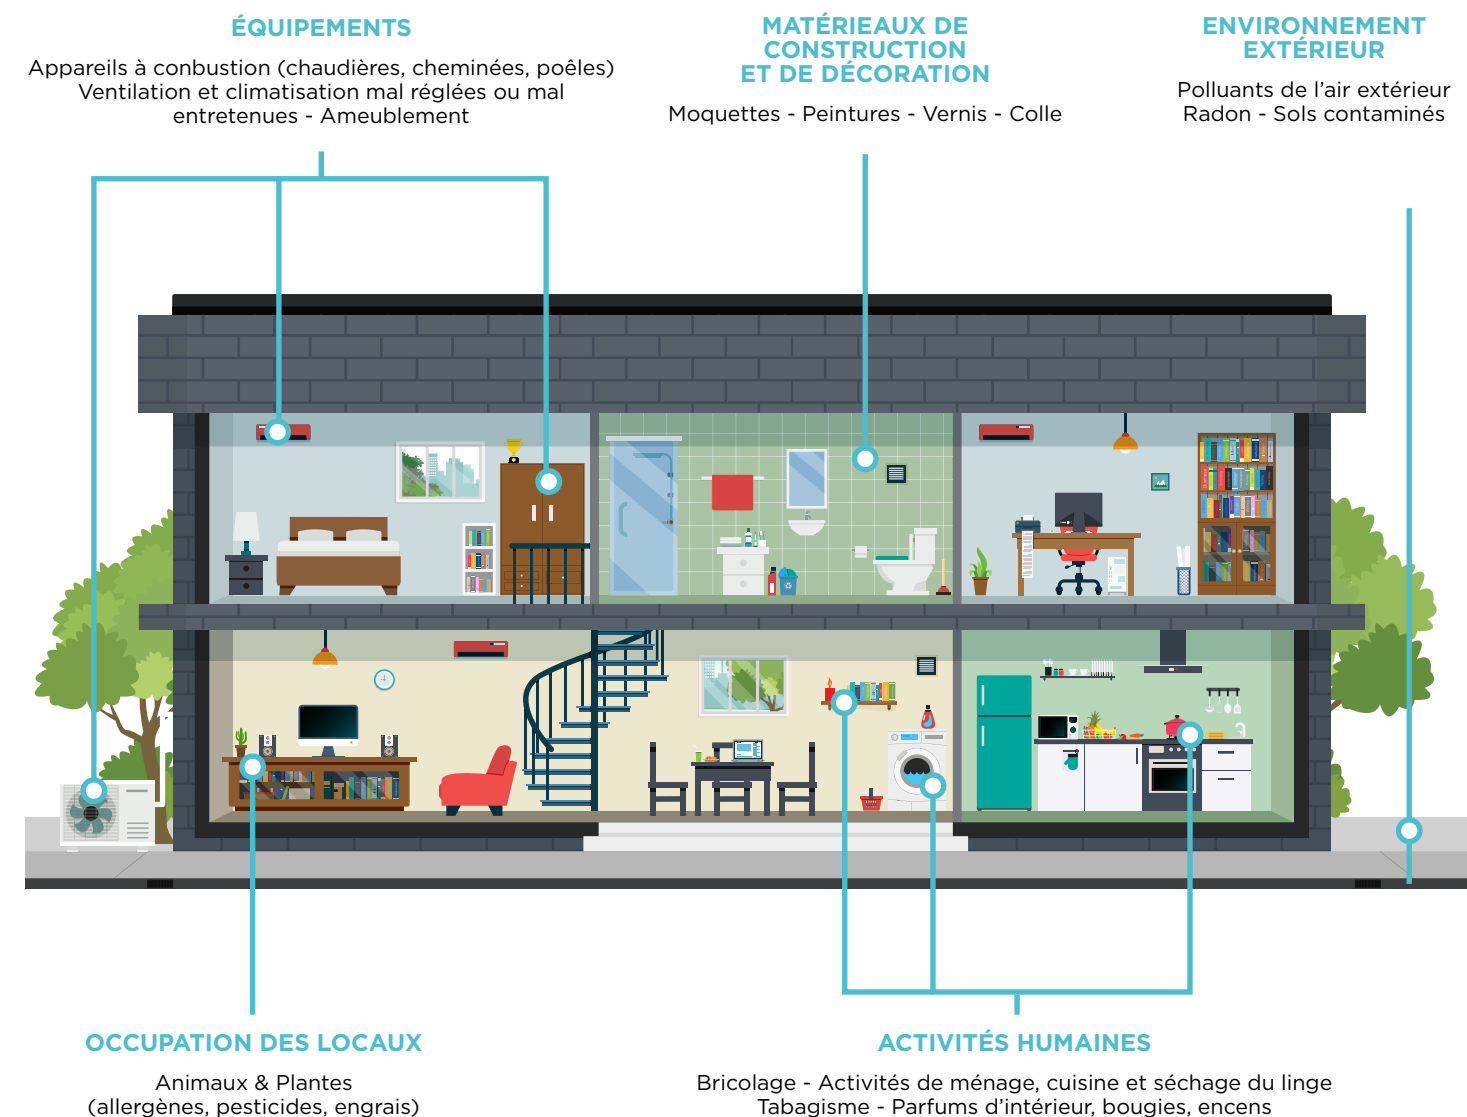 ÉQUIPEMENTS
Appareils à conbustion (chaudières, cheminées, poêles)
Ventilation et climatisation mal réglées ou mal
entretenues - Ameublement
MATÉRIEAUX DE
CONSTRUCTION
ET DE DÉCORATION
Moquettes - Peintures - Vernis - Colle
ENVIRONNEMENT
EXTÉRIEUR
Polluants de l’air extérieur
Radon - Sols contaminés
OCCUPATION DES LOCAUX
Animaux & Plantes
(allergènes, pesticides, engrais)
ACTIVITÉS HUMAINES
Bricolage - Activités de ménage, cuisine et séchage du linge
Tabagisme - Parfums d’intérieur, bougies, encens